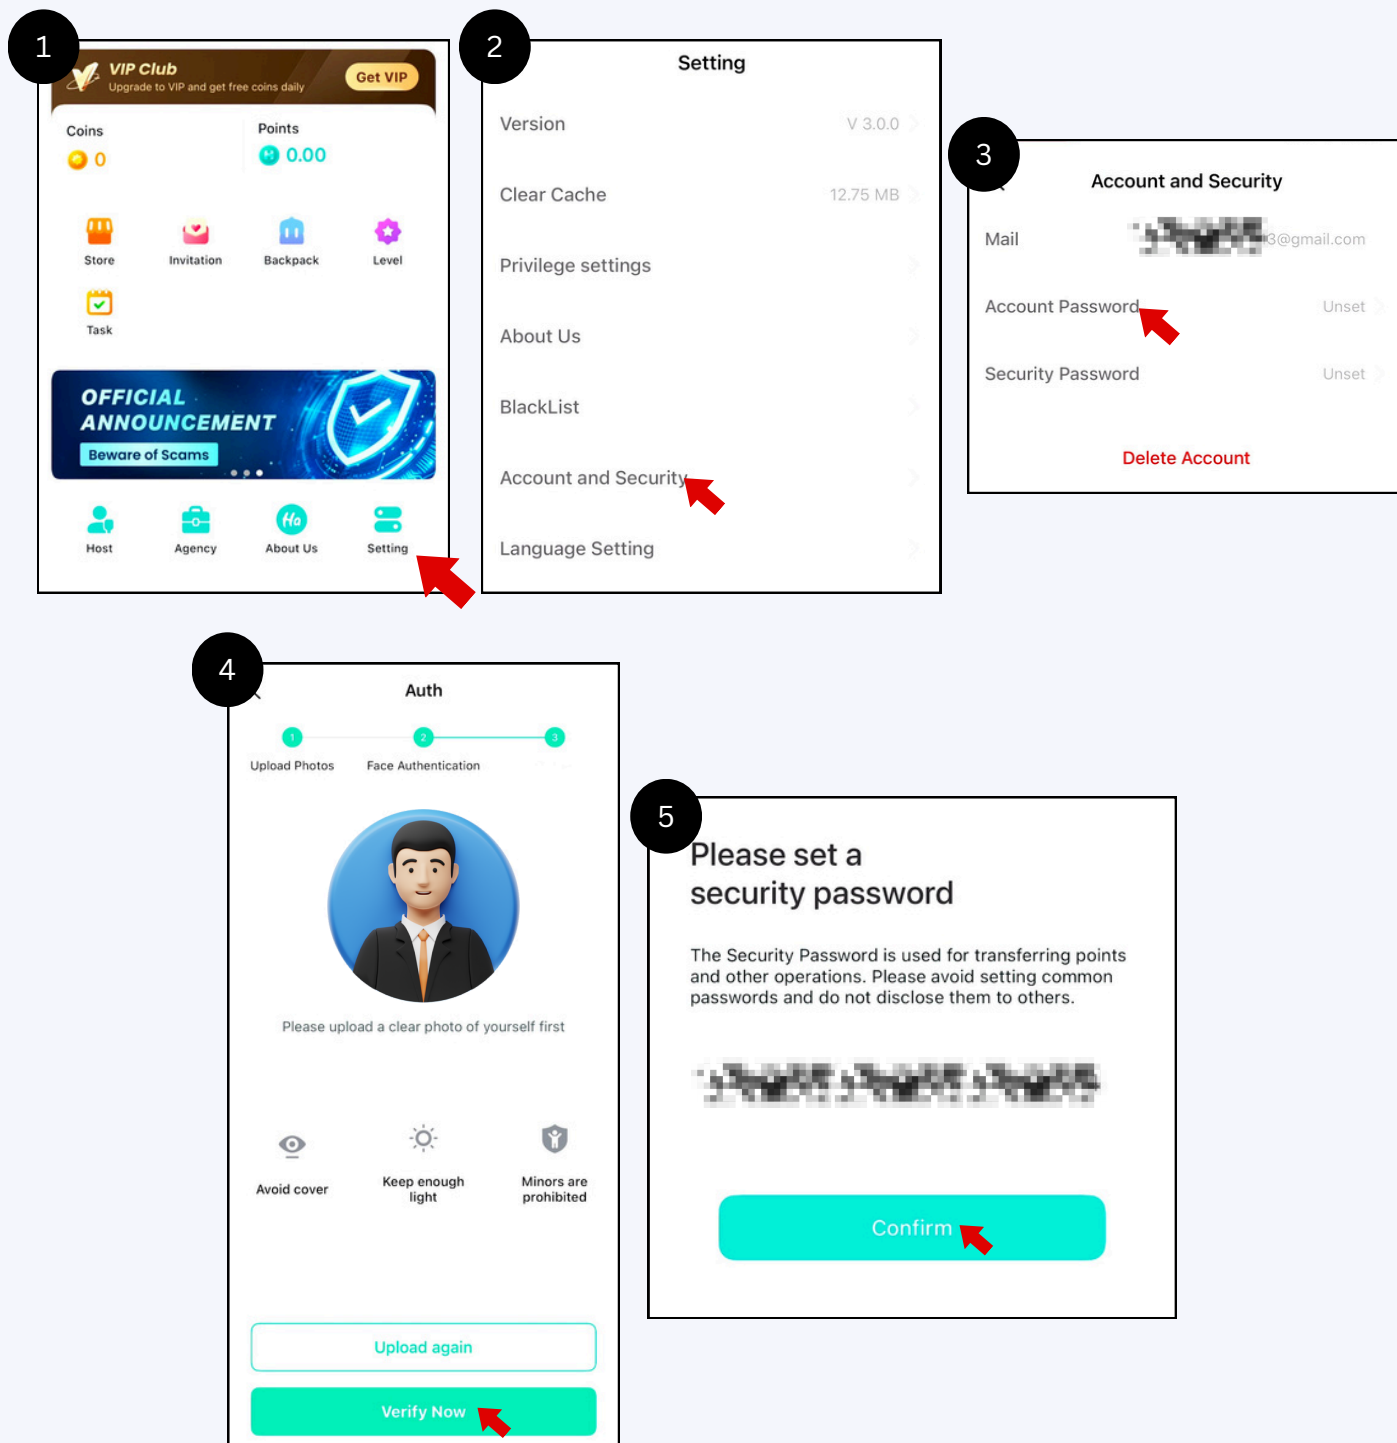 1
VIP Club
Upgrade to VIP and get free coins daily
Get VIP
Coins
0
Points
0.00
Store
Invitation
Backpack
Level
Task
OFFICIAL
ANNOUNCEMENT
Beware of Scams
Host
Agency
Ha
About Us
Setting
2
Setting
Version
V 3.0.0
Clear Cache
12.75 MB
Privilege settings
About Us
BlackList
Account and Security
Language Setting
3
Account and Security
Mail
3@gmail.com
Account Password
Unset
Security Password
Unset
Delete Account
4
Auth
1
2
3
Upload Photos
Face Authentication
Please upload a clear photo of yourself first
Avoid cover
Keep enough
light
Minors are
prohibited
Upload again
Verify Now
5
Please set a
security password
The Security Password is used for transferring points
and other operations. Please avoid setting common
passwords and do not disclose them to others.
Confirm